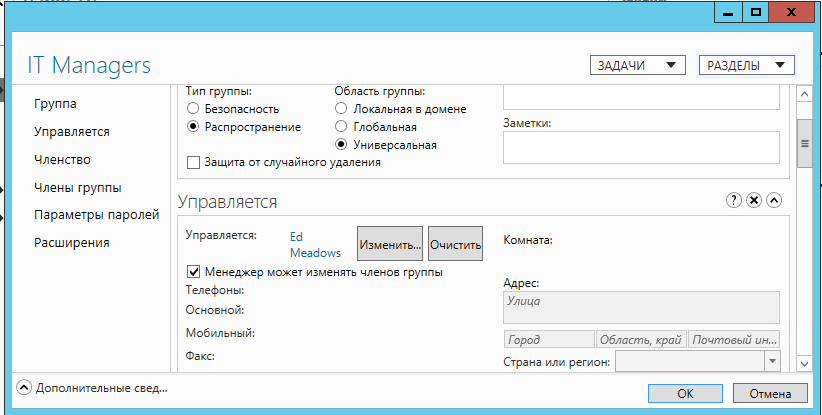 IT Managers
ЗАДАЧИ
РАЗДЕЛЫ
Группа
Управляется
Членство
Члены группы
Параметры паролей
Расширения
Тип группы:
Область группы:
Безопасность
Локальная в домене
Распространение
Глобальная
Заметки:
Универсальная
Защита от случайного удаления
Управляется
Управляется:
Ed
Meadows
Изменить...
Очистить
Комната:
Менеджер может изменять членов группы
Телефоны:
Адрес:
Основной:
Улица
Мобильный:
Город
Область, край
Почтовый ин...
Факс:
Страна или регион:
Дополнительные свед...
ОК
Отмена